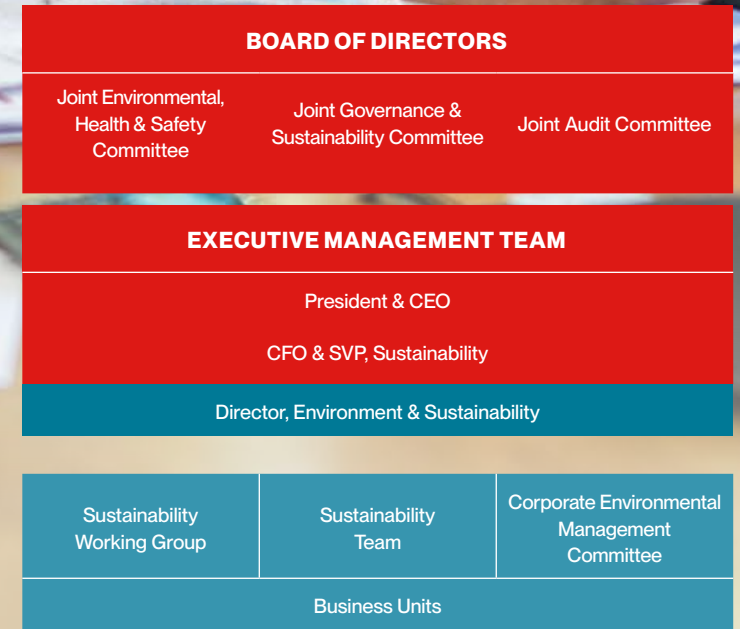 BOARD OF DIRECTORS
Joint Environmental,
Health & Safety
Committee
Joint Governance &
Sustainability Committee
Joint Audit Committee
EXECUTIVE MANAGEMENT TEAM
President & CEO
CFO & SVP, Sustainability
Director, Environment & Sustainability
Sustainability
Working Group
Sustainability
Team
Corporate Environmental
Management
Committee
Business Units